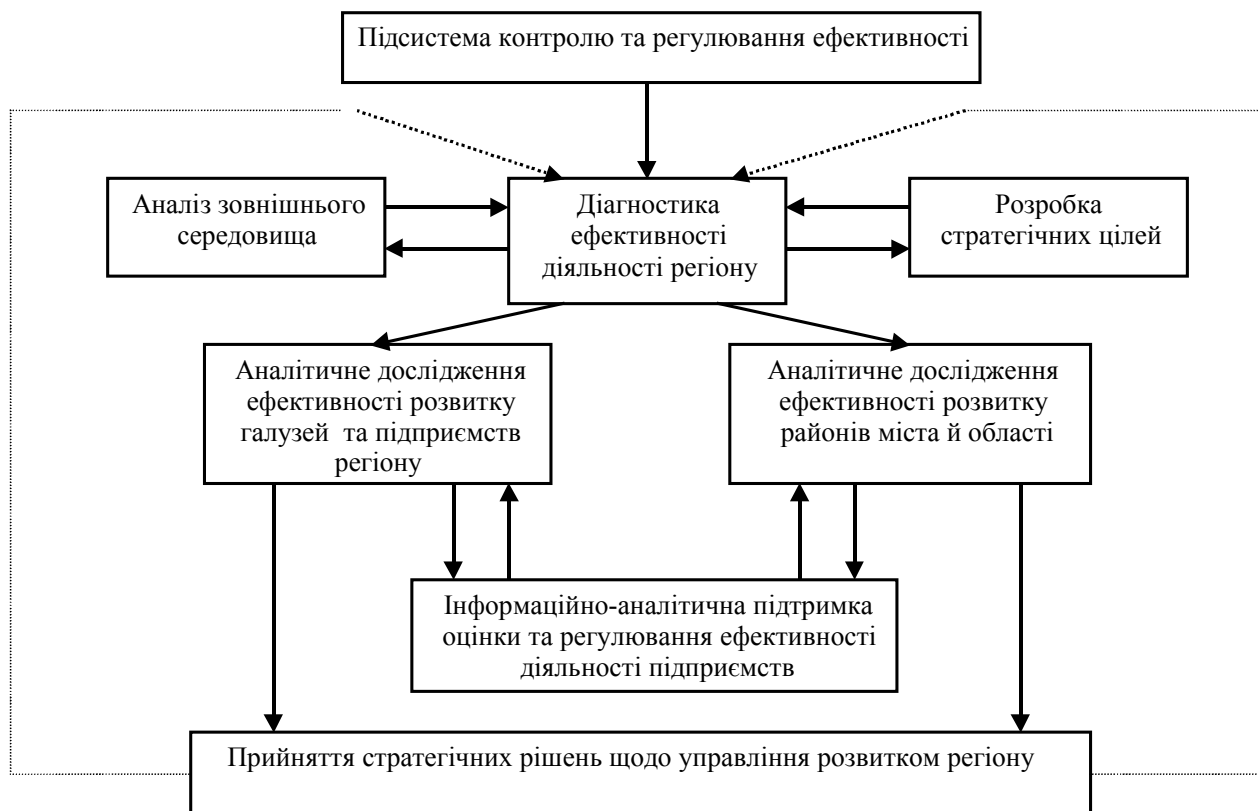 Підсистема контролю та регулювання ефективності
Аналіз зовнішнього
середовища
Діагностика
ефективності
діяльності регіону
Розробка
стратегічних цілей
Аналітичне дослідження
ефективності розвитку
галузей та підприємств
регіону
Аналітичне дослідження
ефективності розвитку
районів міста й області
Інформаційно-аналітична підтримка
оцінки та регулювання ефективності
діяльності підприємств
Прийняття стратегічних рішень щодо управління розвитком регіону